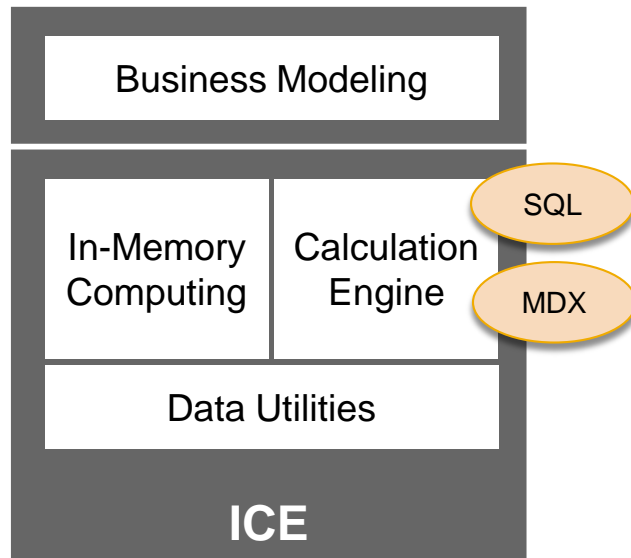 Business Modeling
In-Memory
Computing
Calculation
Engine
SQL
MDX
Data Utilities
ICE